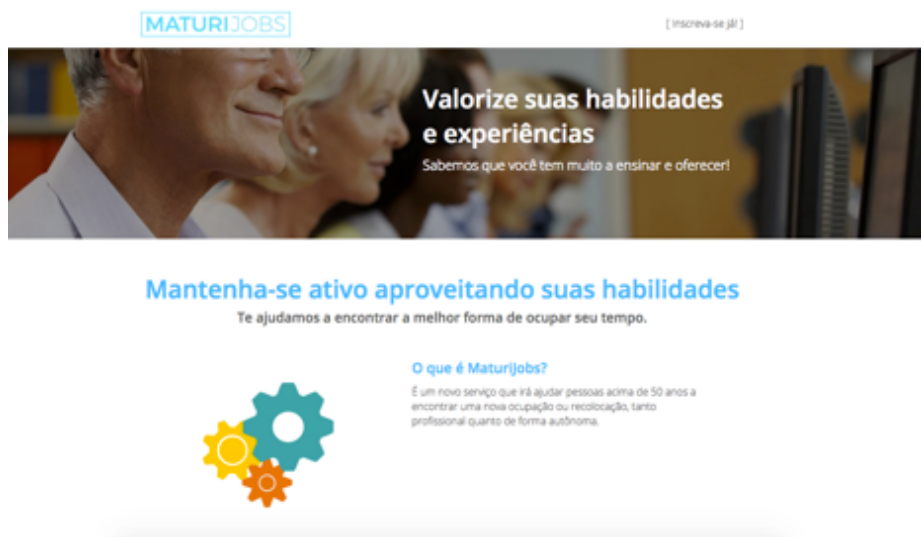 MATURIJOBS
[ Inscreva-se já! ]
Valorize suas habilidades
e experiências
Sabemos que você tem muito a ensinar e oferecer!
Mantenha-se ativo aproveitando suas habilidades
Te ajudamos a encontrar a melhor forma de ocupar seu tempo.
O que é MaturiJobs?
É um novo serviço que irá ajudar pessoas acima de 50 anos a
encontrar uma nova ocupação ou recolocação, tanto
profissional quanto de forma autônoma.